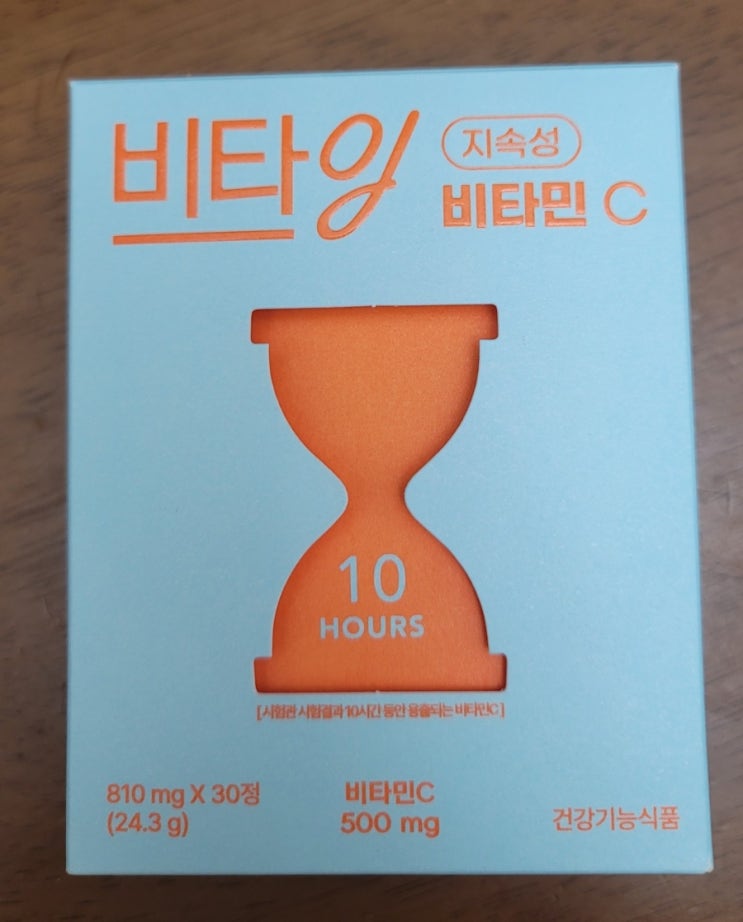 비타잉
지속성
비타민 C
10
HOURS
[시험관 시험결과 10시간 동안 용출되는 비타민C]
810 mg X 30정
(24.3 g)
비타민C
500 mg
건강기능식품